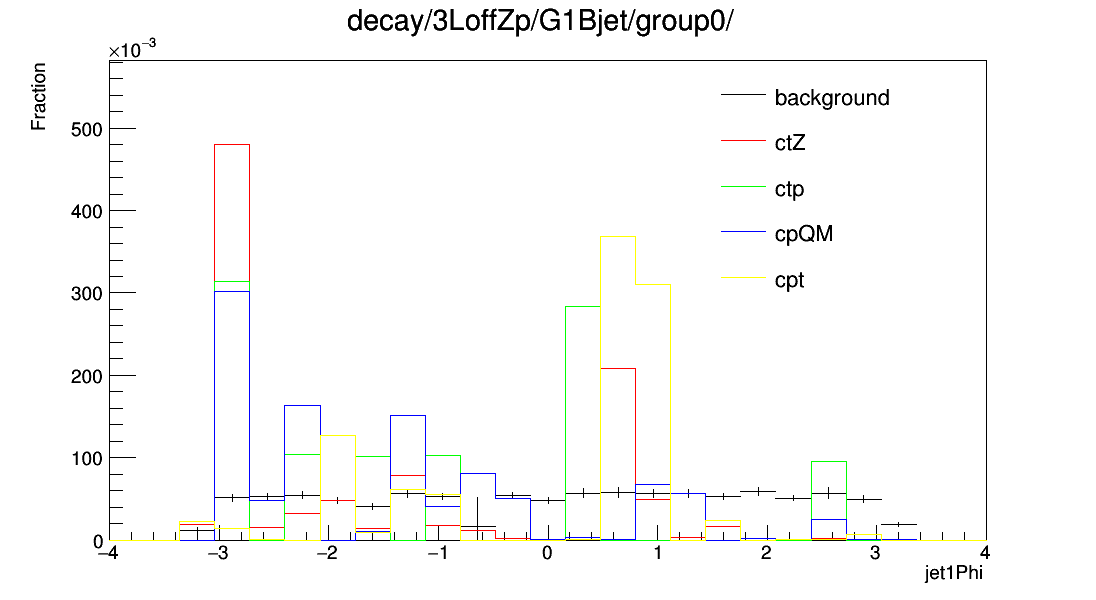 decay/3LoffZp/G1Bjet/group0/
×10⁻³
Fraction
background
ctZ
ctp
cpQM
cpt
500
400
300
200
100
0
−4 −3 −2 −1 0 1 2 3 4
jet1Phi